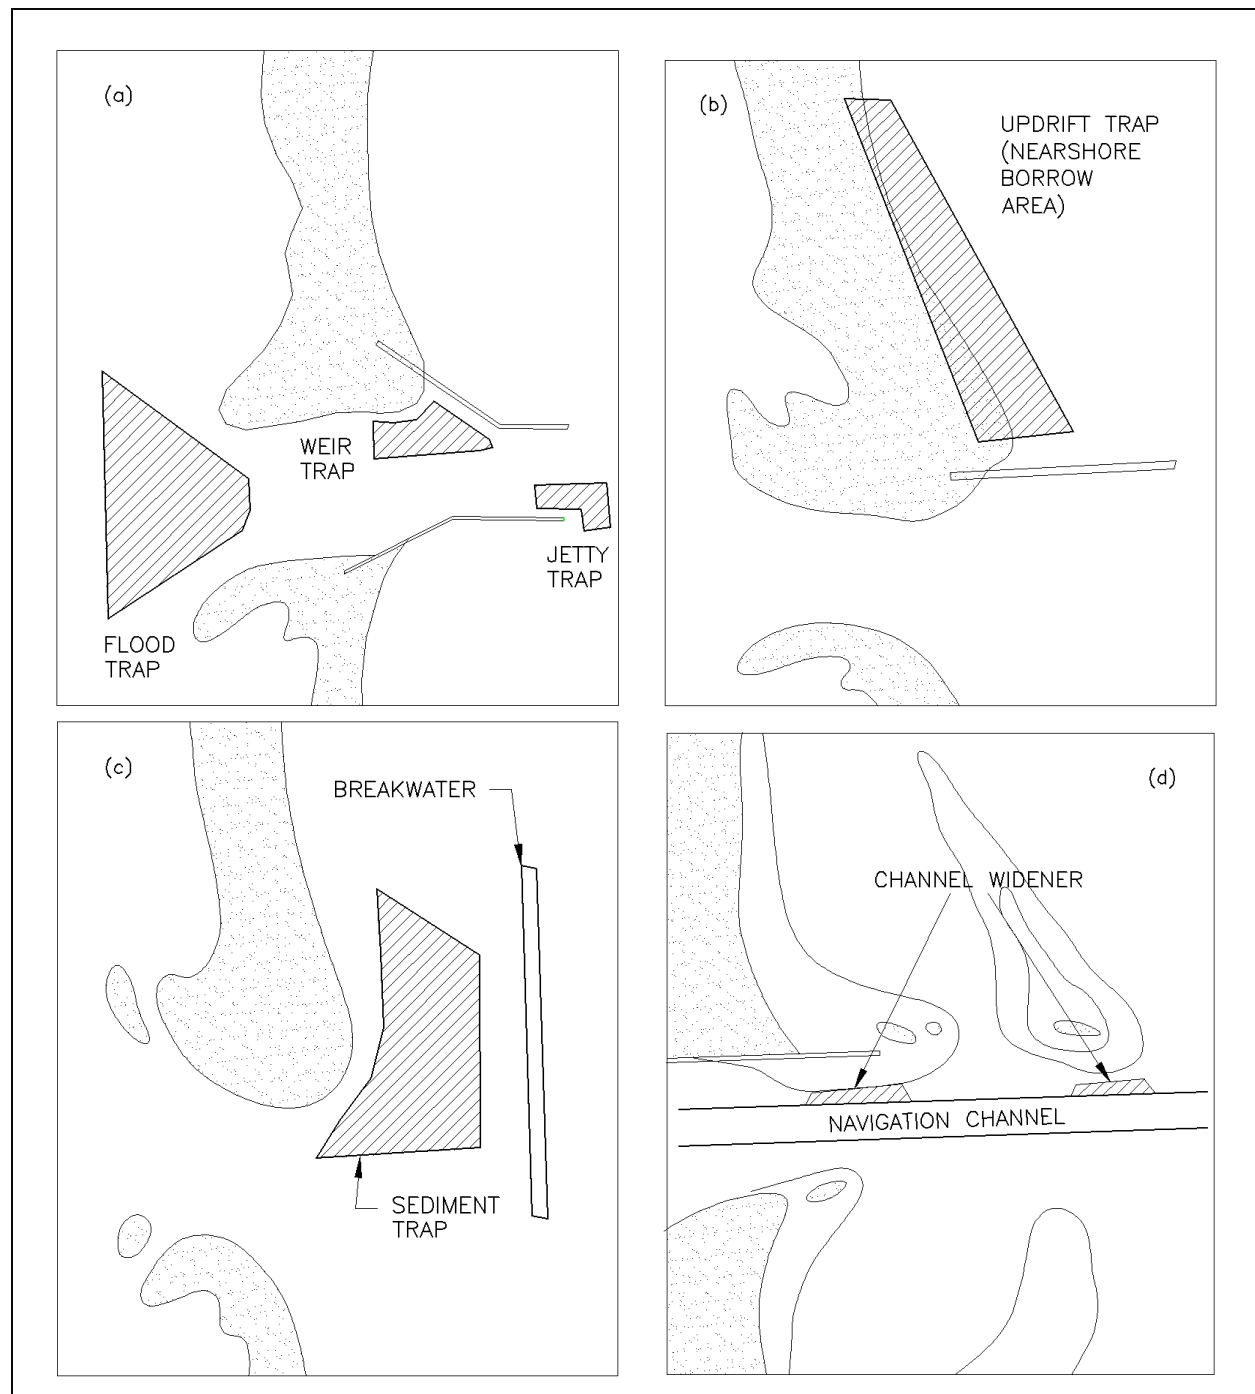 (a)
WEIR
TRAP
JETTY
TRAP
FLOOD
TRAP
(b)
UPDRIFT TRAP
(NEARSHORE
BORROW
AREA)
(c)
BREAKWATER
SEDIMENT
TRAP
(d)
CHANNEL WIDENER
NAVIGATION CHANNEL